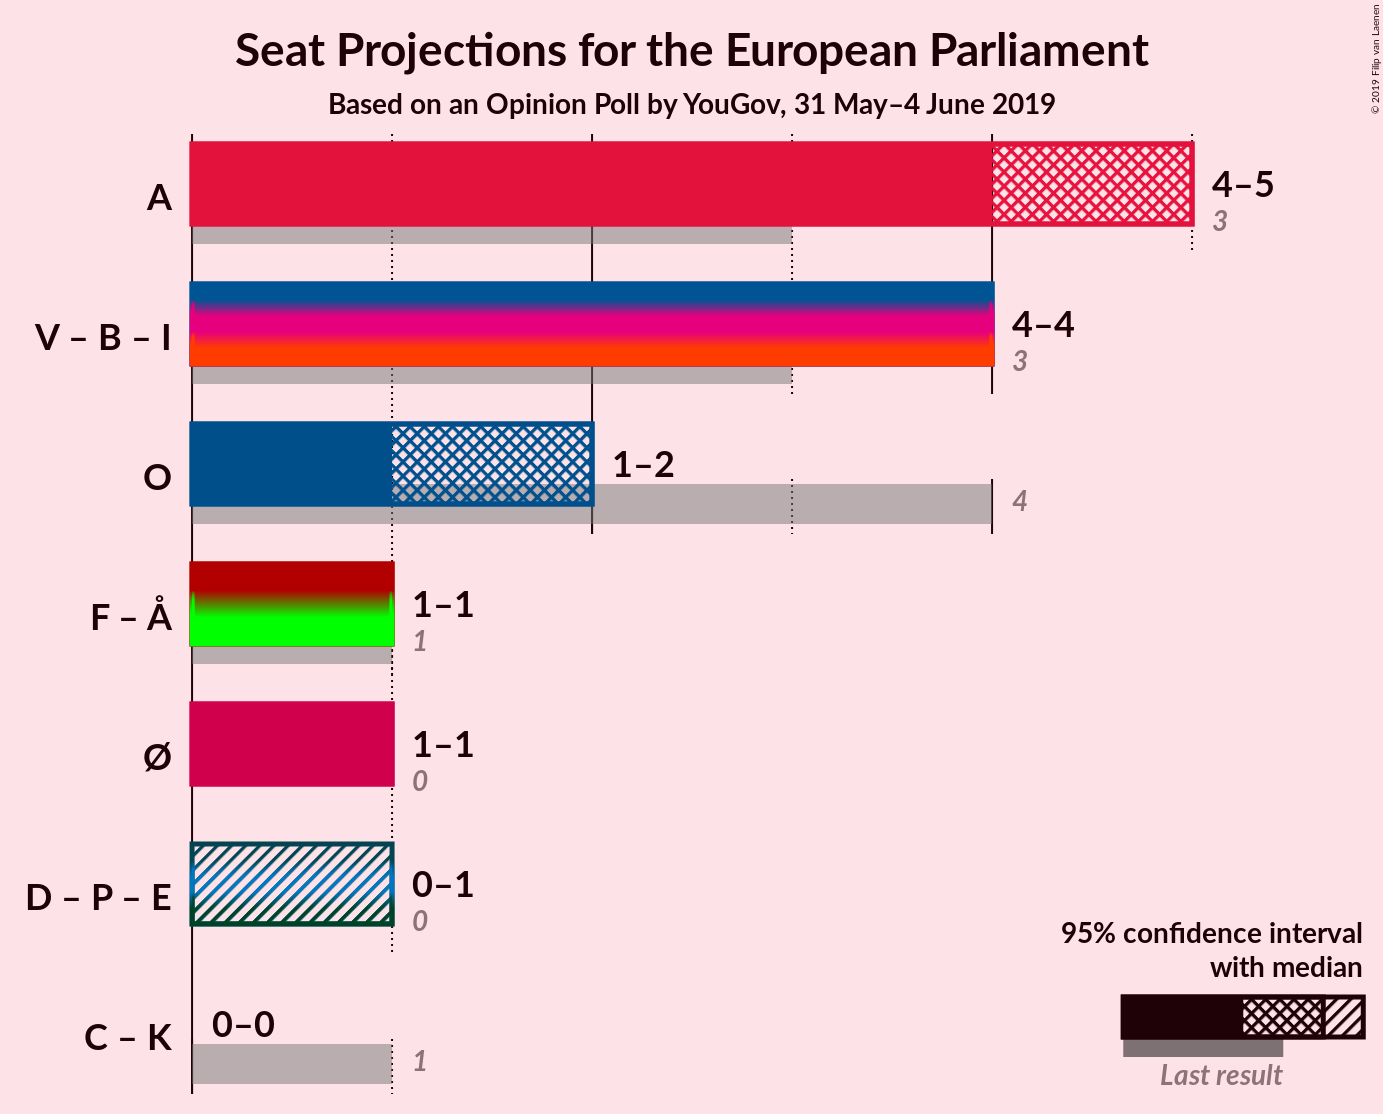 Seat Projections for the European Parliament
Based on an Opinion Poll by YouGov, 31 May–4 June 2019
© 2019 Filip van Laenen
A
4–5
3
V – B – I
4–4
3
O
1–2
4
F – Å
1–1
1
Ø
1–1
0
D – P – E
0–1
0
C – K
0–0
1
95% confidence interval
with median
Last result